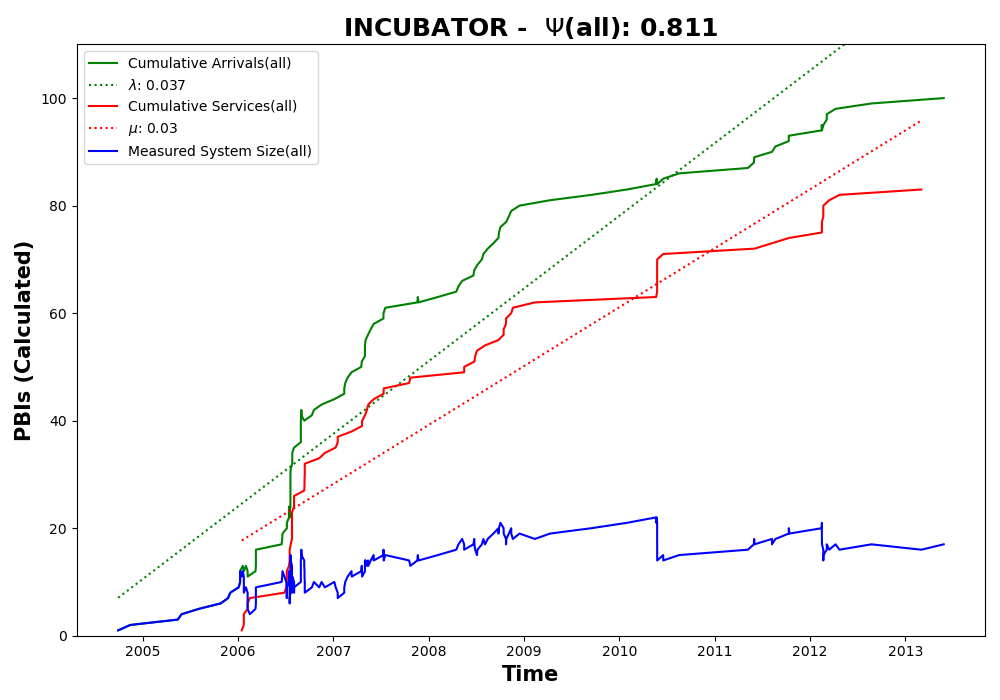 INCUBATOR - Ψ(all): 0.811
Cumulative Arrivals(all)
λ: 0.037
Cumulative Services(all)
μ: 0.03
Measured System Size(all)
PBIs (Calculated)
100
80
60
40
20
0
2005 2006 2007 2008 2009 2010 2011 2012 2013
Time